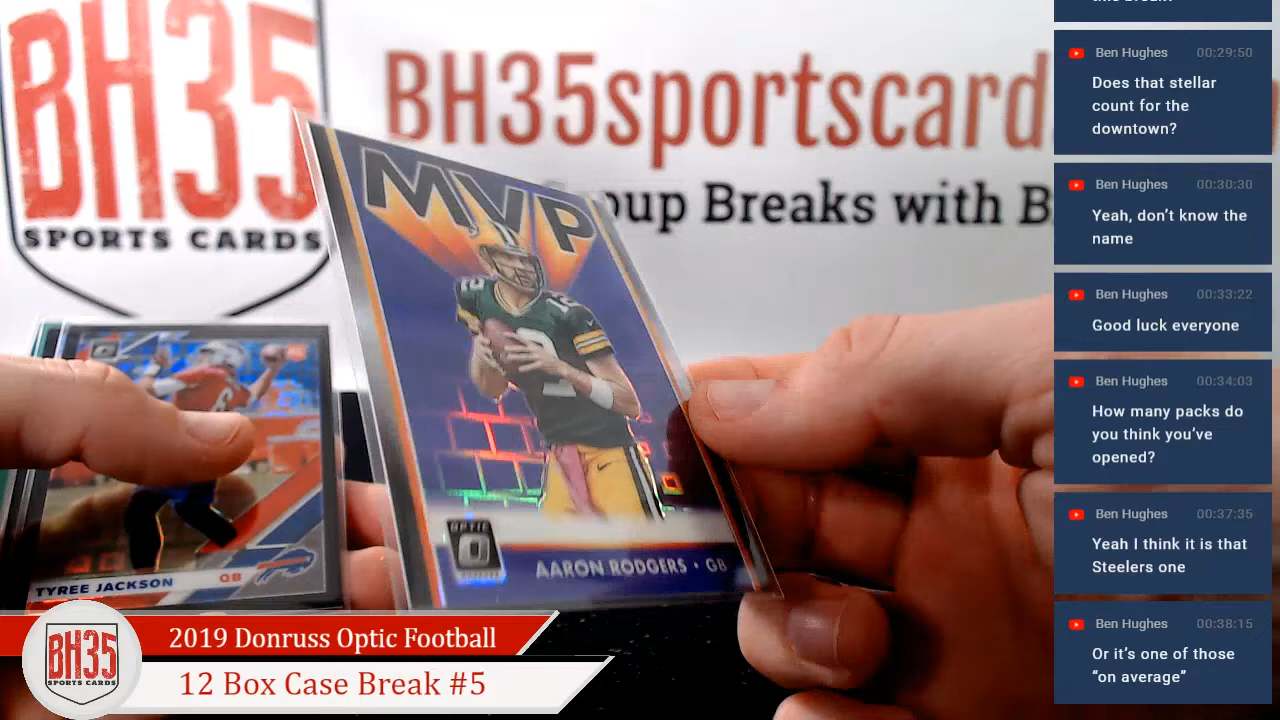 BH35
SPORTS CARDS
BH35sportscard
oup Breaks with B
MVP
12
OPTIC
AARON RODGERS • GB
TYREE JACKSON QB
BH35
SPORTS CARDS
2019 Donruss Optic Football
12 Box Case Break #5
Ben Hughes 00:29:50
Does that stellar
count for the
downtown?
Ben Hughes 00:30:30
Yeah, don't know the
name
Ben Hughes 00:33:22
Good luck everyone
Ben Hughes 00:34:03
How many packs do
you think you've
opened?
Ben Hughes 00:37:35
Yeah I think it is that
Steelers one
Ben Hughes 00:38:15
Or it's one of those
"on average"